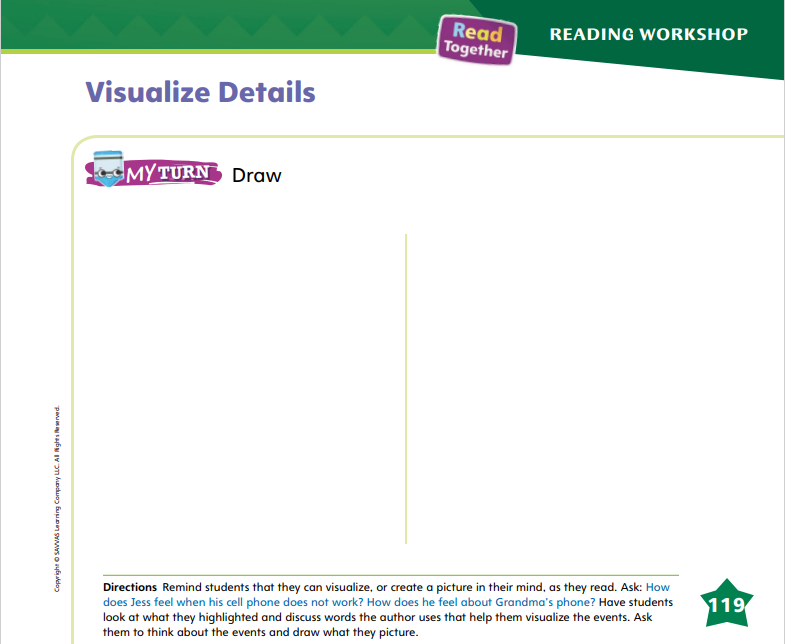 Read
Together
READING WORKSHOP
Visualize Details
MY TURN Draw
Copyright © SAVVAS Learning Company LLC. All Rights Reserved.
Directions Remind students that they can visualize, or create a picture in their mind, as they read. Ask: How
does Jess feel when his cell phone does not work? How does he feel about Grandma's phone? Have students
look at what they highlighted and discuss words the author uses that help them visualize the events. Ask
them to think about the events and draw what they picture.
119